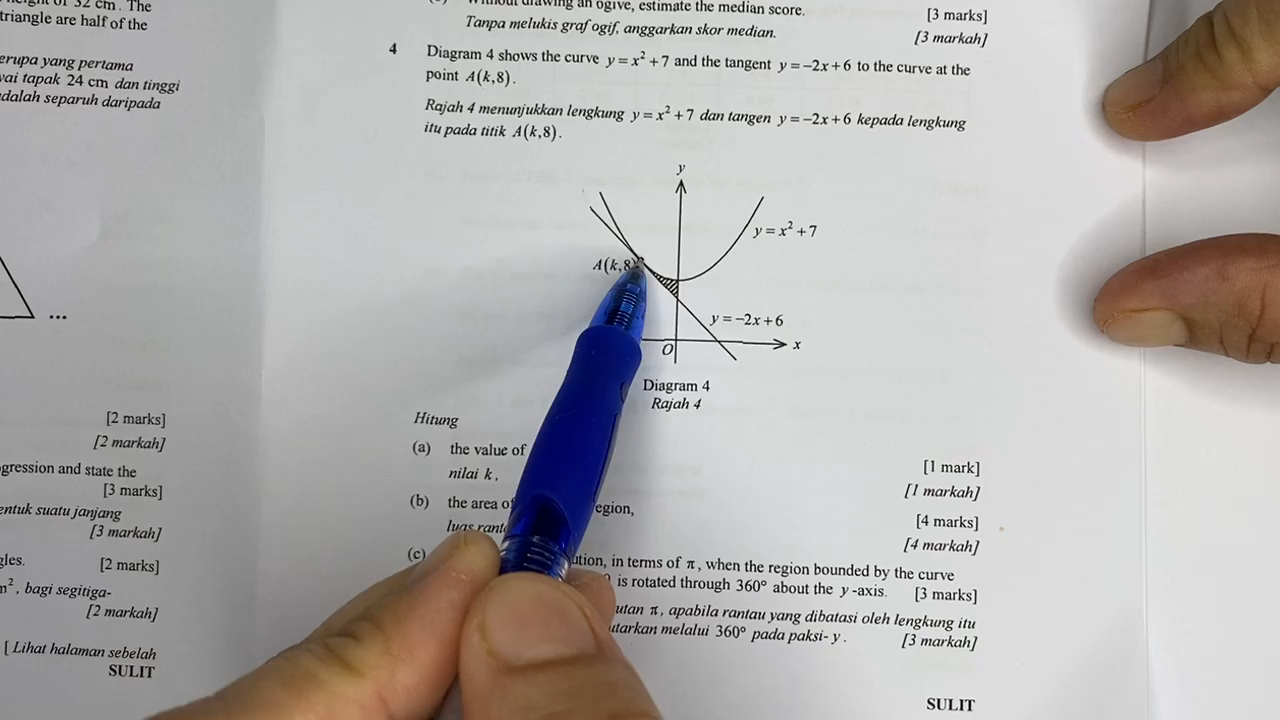 height of 32 cm. The
triangle are half of the
erupa yang pertama
vai tapak 24 cm dan tinggi
dalah separuh daripada
...
[2 marks]
[2 markah]
gression and state the
[3 marks]
entuk suatu janjang
[3 markah]
gles.
[2 marks]
m², bagi segitiga-
[2 markah]
[ Lihat halaman sebelah
SULIT
Without drawing an ogive, estimate the median score.
[3 marks]
Tanpa melukis graf ogif, anggarkan skor median.
[3 markah]
4 Diagram 4 shows the curve y = x² + 7 and the tangent y = −2x + 6 to the curve at the
point A(k,8).
Rajah 4 menunjukkan lengkung y = x² + 7 dan tangen y = −2x + 6 kepada lengkung
itu pada titik A(k,8).
y
y = x² + 7
A(k,8)
y = −2x + 6
O
x
Diagram 4
Rajah 4
Hitung
(a) the value of
[1 mark]
nilai k,
[1 markah]
(b) the area of egion,
[4 marks]
luas rant
[4 markah]
(c) ution, in terms of π, when the region bounded by the curve
is rotated through 360° about the y-axis. [3 marks]
utan π, apabila rantau yang dibatasi oleh lengkung itu
utarkan melalui 360° pada paksi-y. [3 markah]
SULIT